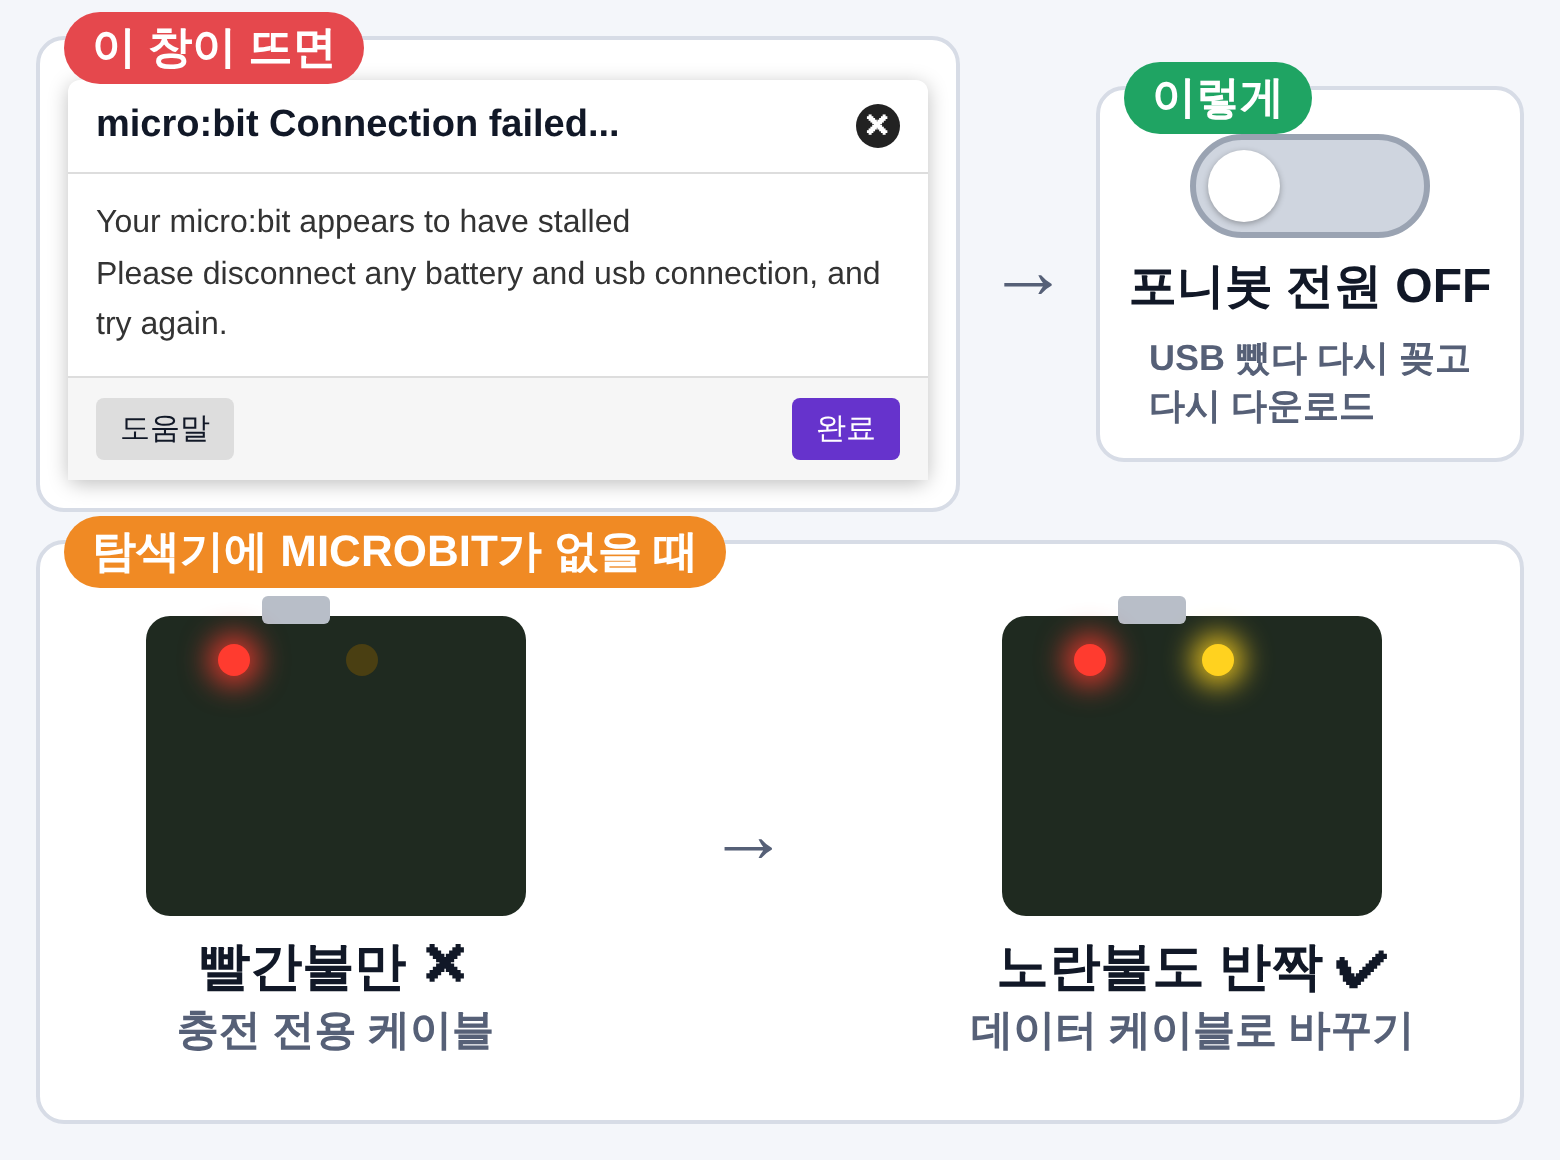 이 창이 뜨면
micro:bit Connection failed...
Your micro:bit appears to have stalled
Please disconnect any battery and usb connection, and
try again.
도움말
완료
→
이렇게
포니봇 전원 OFF
USB 뺐다 다시 꽂고
다시 다운로드
탐색기에 MICROBIT가 없을 때
빨간불만 ✕
충전 전용 케이블
→
노란불도 반짝 ✓
데이터 케이블로 바꾸기